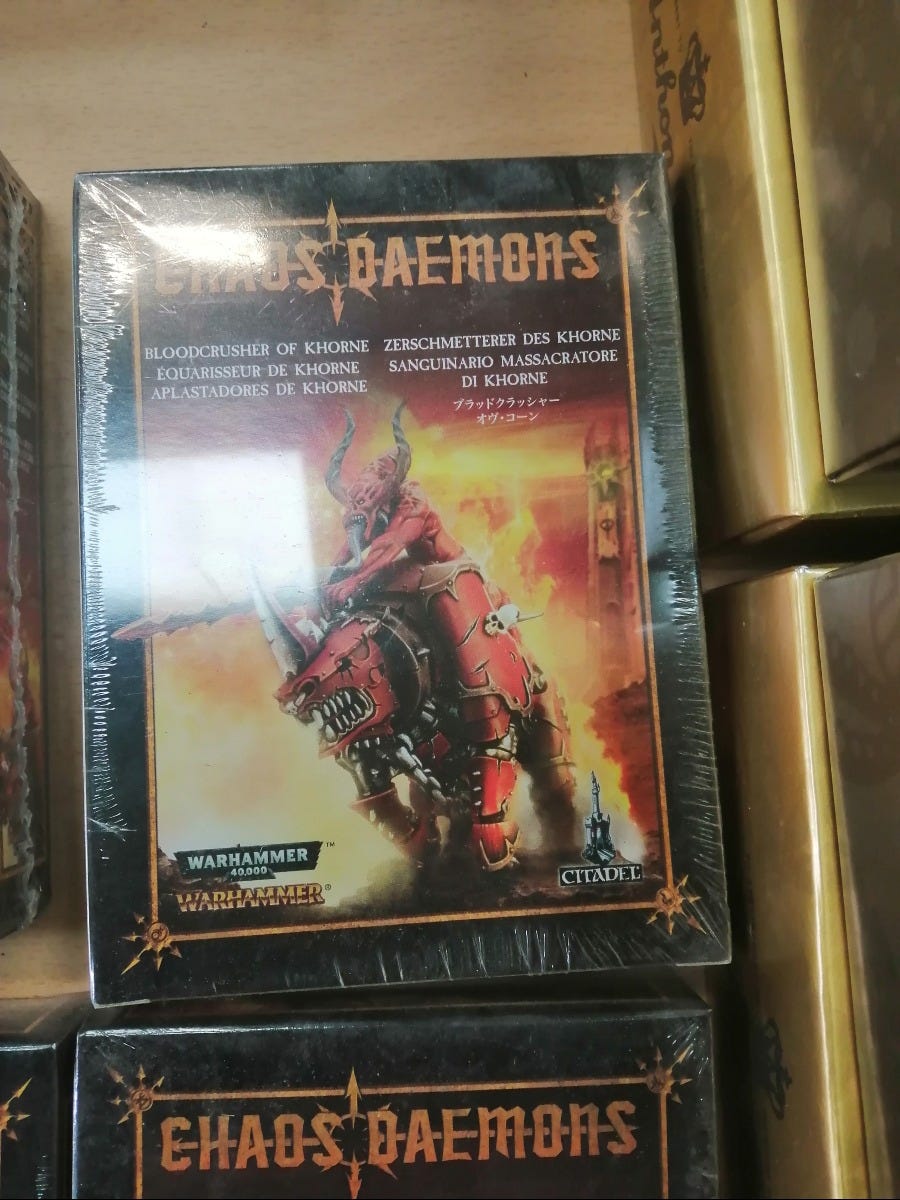 CHAOS DAEMONS
BLOODCRUSHER OF KHORNE
ÉQUARISSEUR DE KHORNE
APLASTADORES DE KHORNE
ZERSCHMETTERER DES KHORNE
SANGUINARIO MASSACRATORE
DI KHORNE
ブラッドクラッシャー
オヴ・コーン
WARHAMMER™
40,000
WARHAMMER®
CITADEL
CHAOS DAEMONS